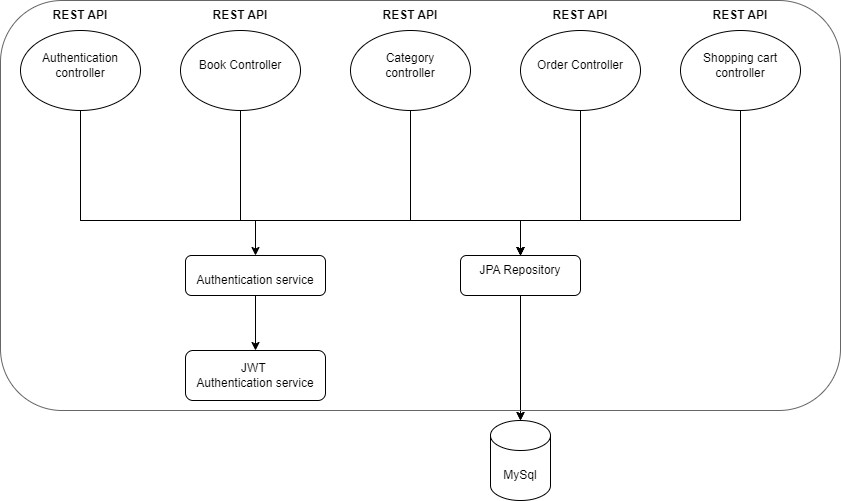 REST API
REST API
REST API
REST API
REST API
Authentication
controller
Book Controller
Category
controller
Order Controller
Shopping cart
controller
Authentication service
JPA Repository
JWT
Authentication service
MySql